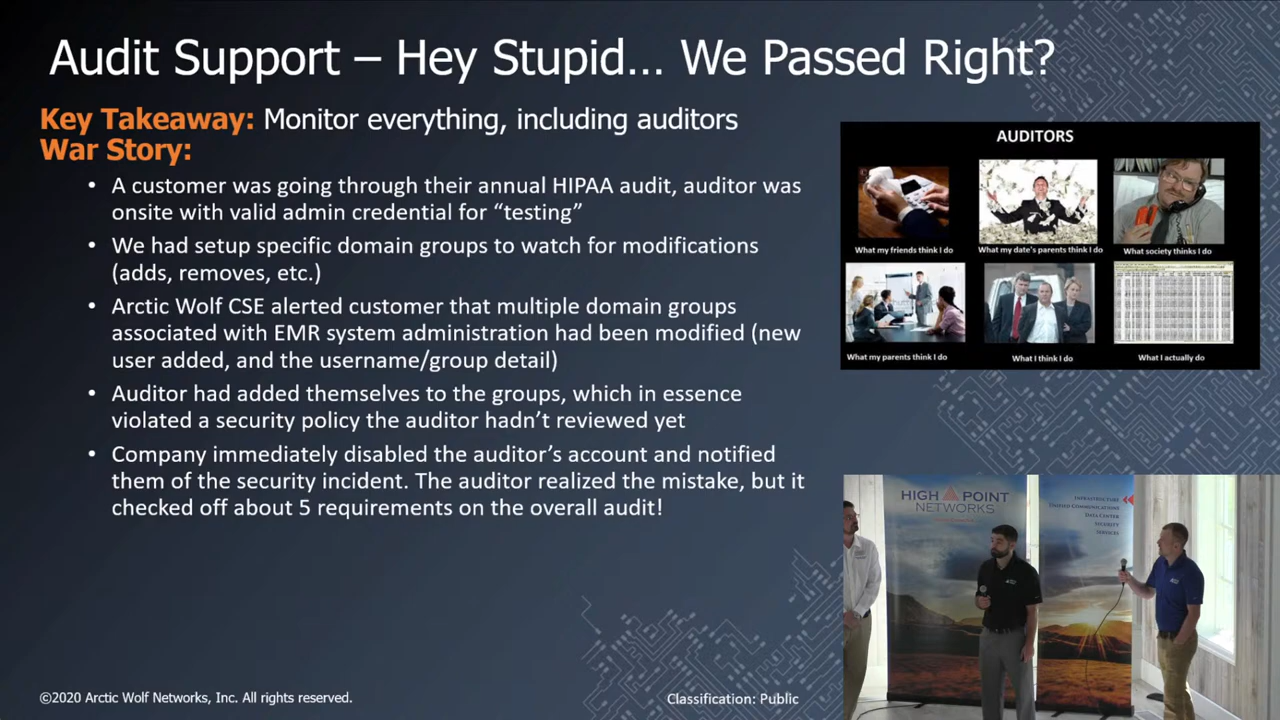 Audit Support – Hey Stupid... We Passed Right?
Key Takeaway: Monitor everything, including auditors
War Story:
• A customer was going through their annual HIPAA audit, auditor was
onsite with valid admin credential for “testing”
• We had setup specific domain groups to watch for modifications
(adds, removes, etc.)
• Arctic Wolf CSE alerted customer that multiple domain groups
associated with EMR system administration had been modified (new
user added, and the username/group detail)
• Auditor had added themselves to the groups, which in essence
violated a security policy the auditor hadn’t reviewed yet
• Company immediately disabled the auditor’s account and notified
them of the security incident. The auditor realized the mistake, but it
checked off about 5 requirements on the overall audit!
AUDITORS
What my friends think I do
What my date's parents think I do
What society thinks I do
What my parents think I do
What I think I do
What I actually do
HIGH POINT
NETWORKS
INFRASTRUCTURE
UNIFIED COMMUNICATIONS
DATA CENTER
SECURITY
SERVICES
©2020 Arctic Wolf Networks, Inc. All rights reserved.
Classification: Public